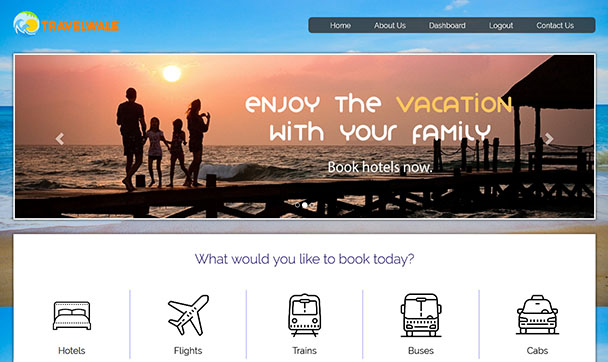 TRAVELWALE
Home About Us Dashboard Logout Contact Us
ENJOY THE VACATION
WITH YOUR FAMILY
Book hotels now.
What would you like to book today?
Hotels Flights Trains Buses Cabs